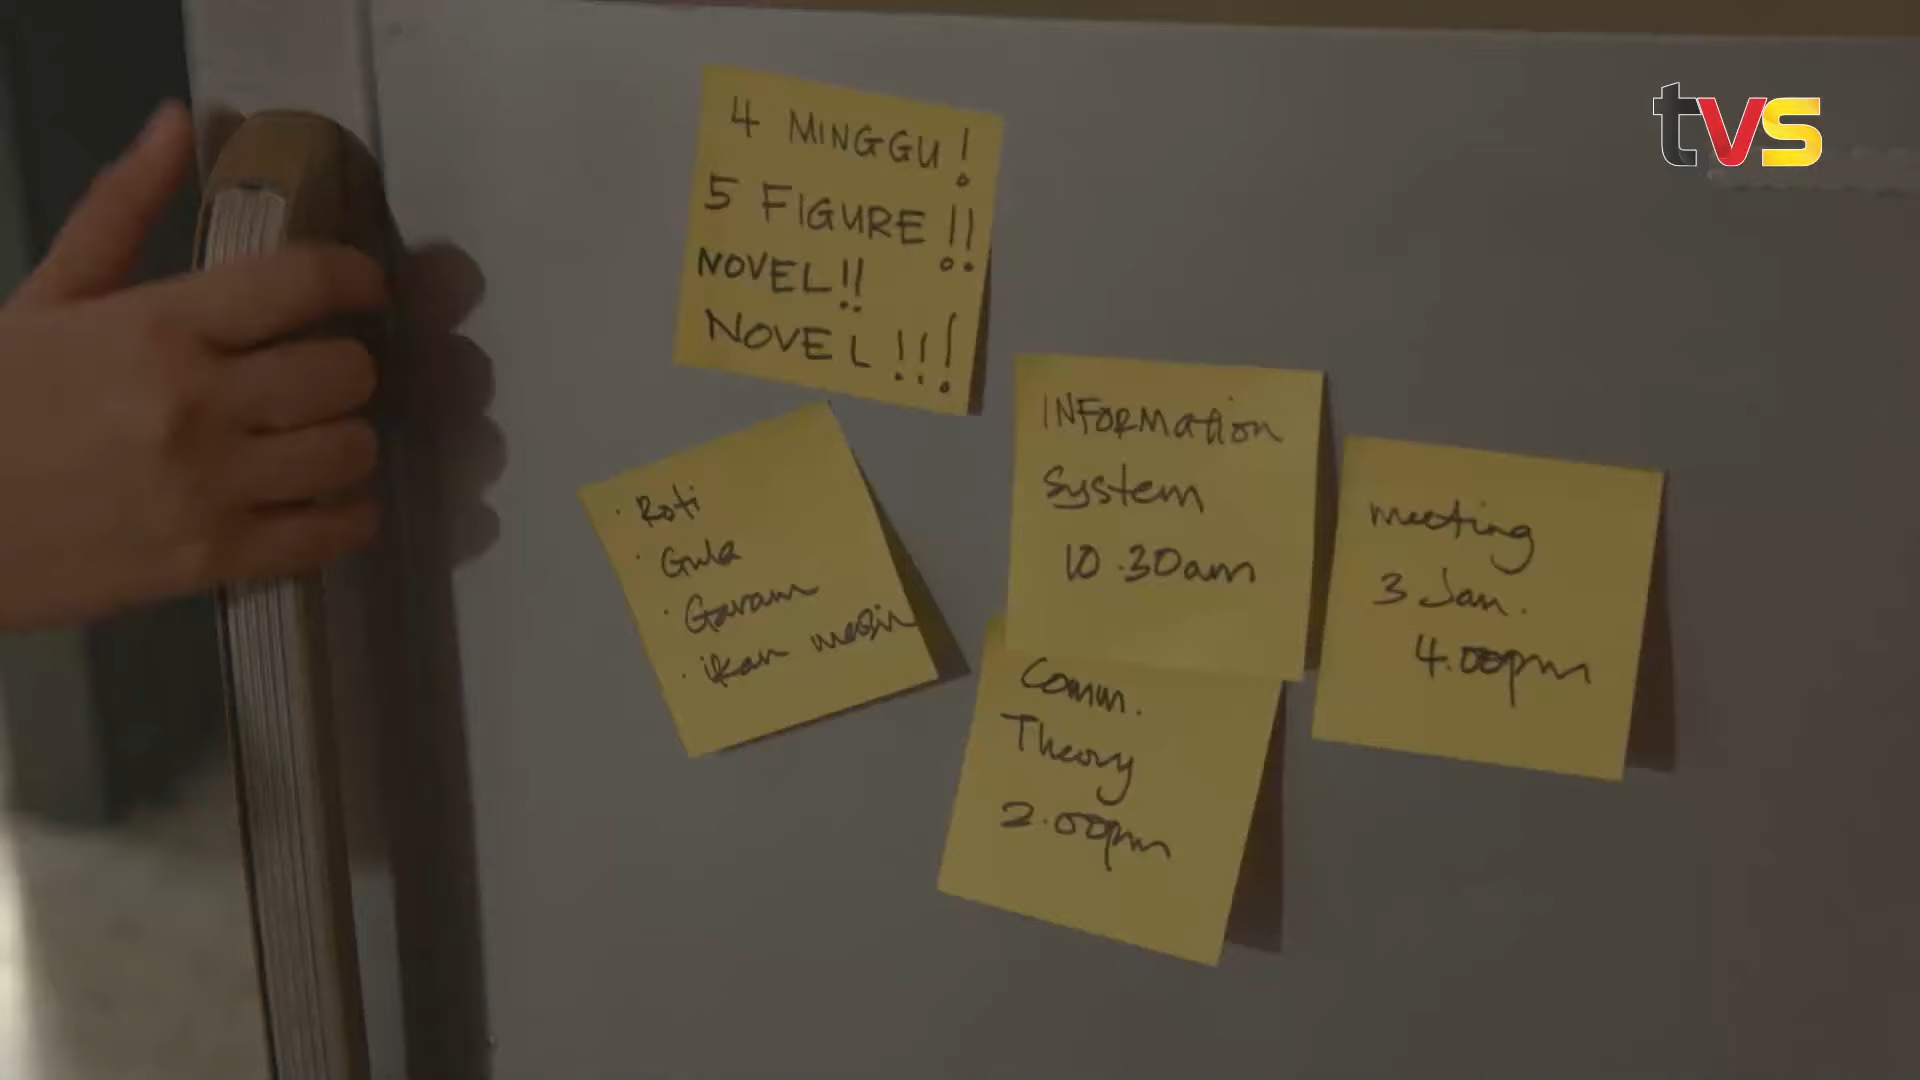 tvs
4 MINGGU!
5 FIGURE!!
NOVEL!!
NOVEL!!!
· Roti
· Gula
· Garam
· ikan masin
INFORMation
System
10.30am
meeting
3 Jan.
4.00pm
Comm.
Theory
2.00pm